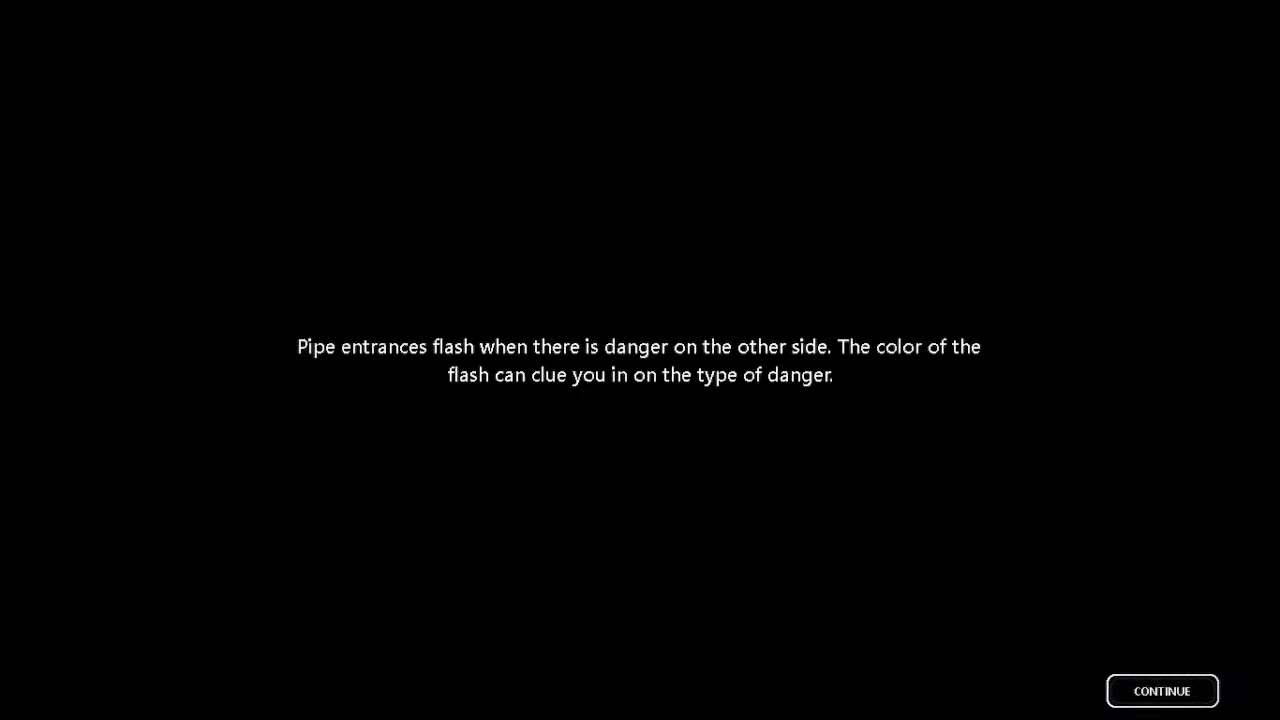 Pipe entrances flash when there is danger on the other side. The color of the
flash can clue you in on the type of danger.
CONTINUE